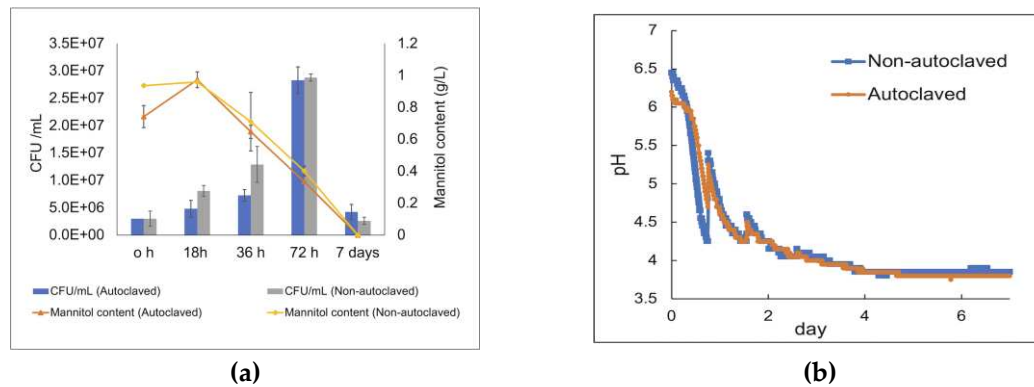 3.5E+07
3.0E+07
2.5E+07
2.0E+07
1.5E+07
1.0E+07
5.0E+06
0.0E+00
CFU /mL
1.2
1
0.8
0.6
0.4
0.2
0
Mannitol content (g/L)
o h 18h 36 h 72 h 7 days
CFU/mL (Autoclaved) CFU/mL (Non-autoclaved)
Mannitol content (Autoclaved) Mannitol content (Non-autoclaved)
(a)
7
6.5
6
5.5
5
4.5
4
3.5
pH
Non-autoclaved
Autoclaved
0 2 4 6
day
(b)